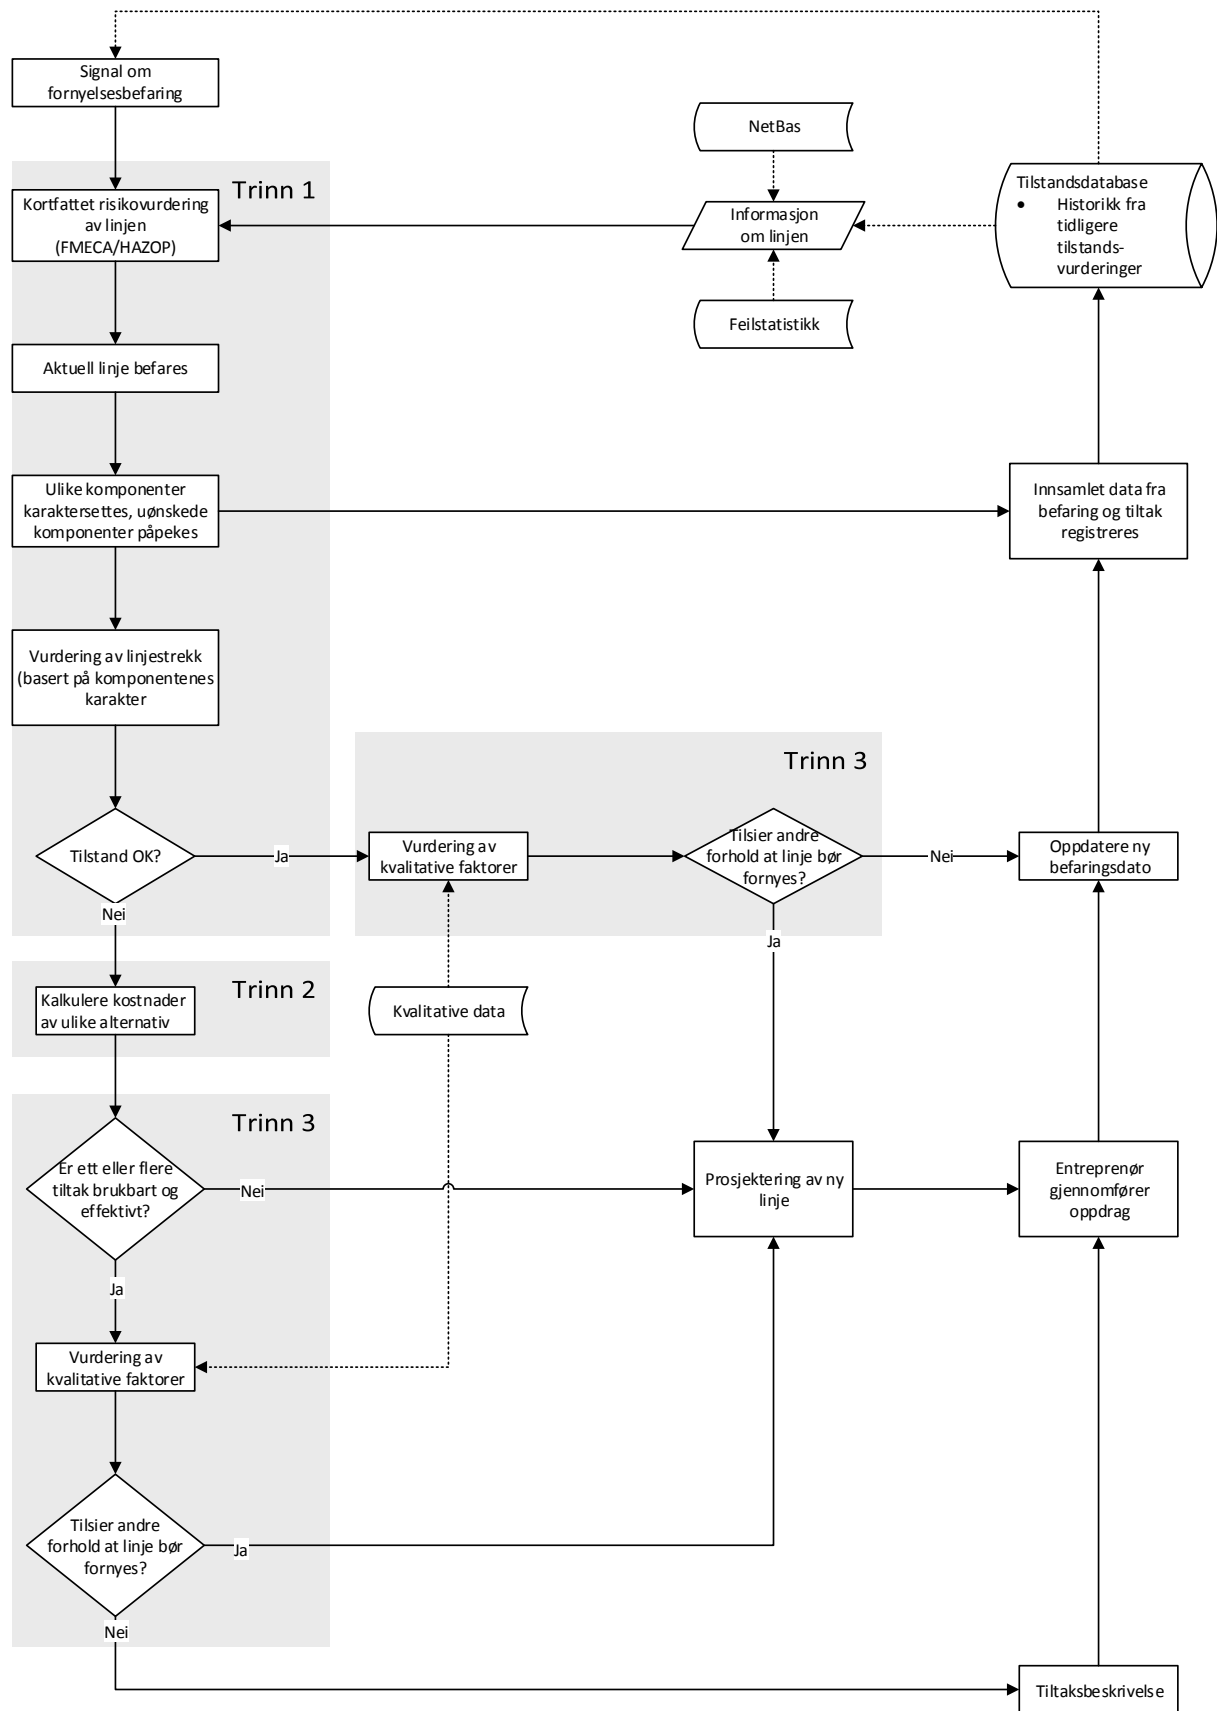 Signal om
fornyelsesbefaring
NetBas
Trinn 1
Kortfattet risikovurdering
av linjen
(FMECA/HAZOP)
Informasjon
om linjen
Tilstandsdatabase
● Historikk fra
tidligere
tilstands-
vurderinger
Feilstatistikk
Aktuell linje befares
Ulike komponenter
karaktersettes, uønskede
komponenter påpekes
Innsamlet data fra
befaring og tiltak
registreres
Vurdering av linjestrekk
(basert på komponentenes
karakter
Trinn 3
Tilstand OK?
Ja
Vurdering av
kvalitative faktorer
Tilsier andre
forhold at linje bør
fornyes?
Nei
Oppdatere ny
befaringsdato
Nei
Ja
Trinn 2
Kalkulere kostnader
av ulike alternativ
Kvalitative data
Trinn 3
Er ett eller flere
tiltak brukbart og
effektivt?
Nei
Prosjektering av ny
linje
Entreprenør
gjennomfører
oppdrag
Ja
Vurdering av
kvalitative faktorer
Tilsier andre
forhold at linje bør
fornyes?
Ja
Nei
Tiltaksbeskrivelse